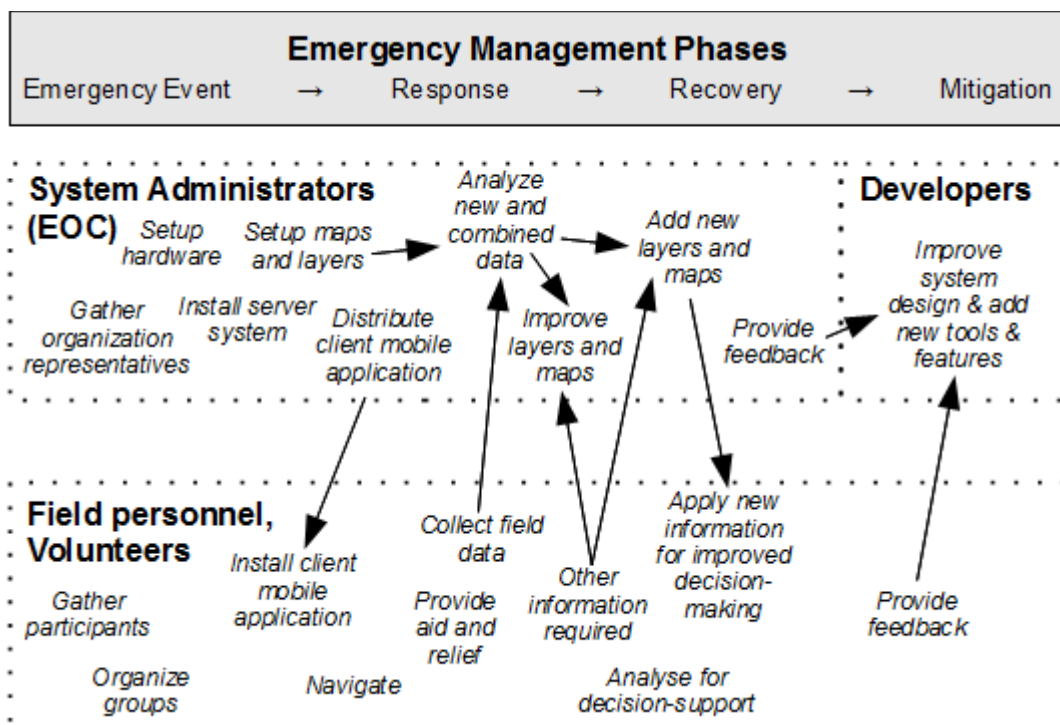 Emergency Management Phases
Emergency Event → Response → Recovery → Mitigation
System Administrators
(EOC)
Setup
hardware
Setup maps
and layers
Analyze
new and
combined
data
Add new
layers and
maps
Gather
organization
representatives
Install server
system
Distribute
client mobile
application
Improve
layers and
maps
Provide
feedback
Developers
Improve
system
design & add
new tools &
features
Field personnel,
Volunteers
Gather
participants
Organize
groups
Install client
mobile
application
Navigate
Collect field
data
Provide
aid and
relief
Other
information
required
Apply new
information
for improved
decision-
making
Analyse for
decision-support
Provide
feedback